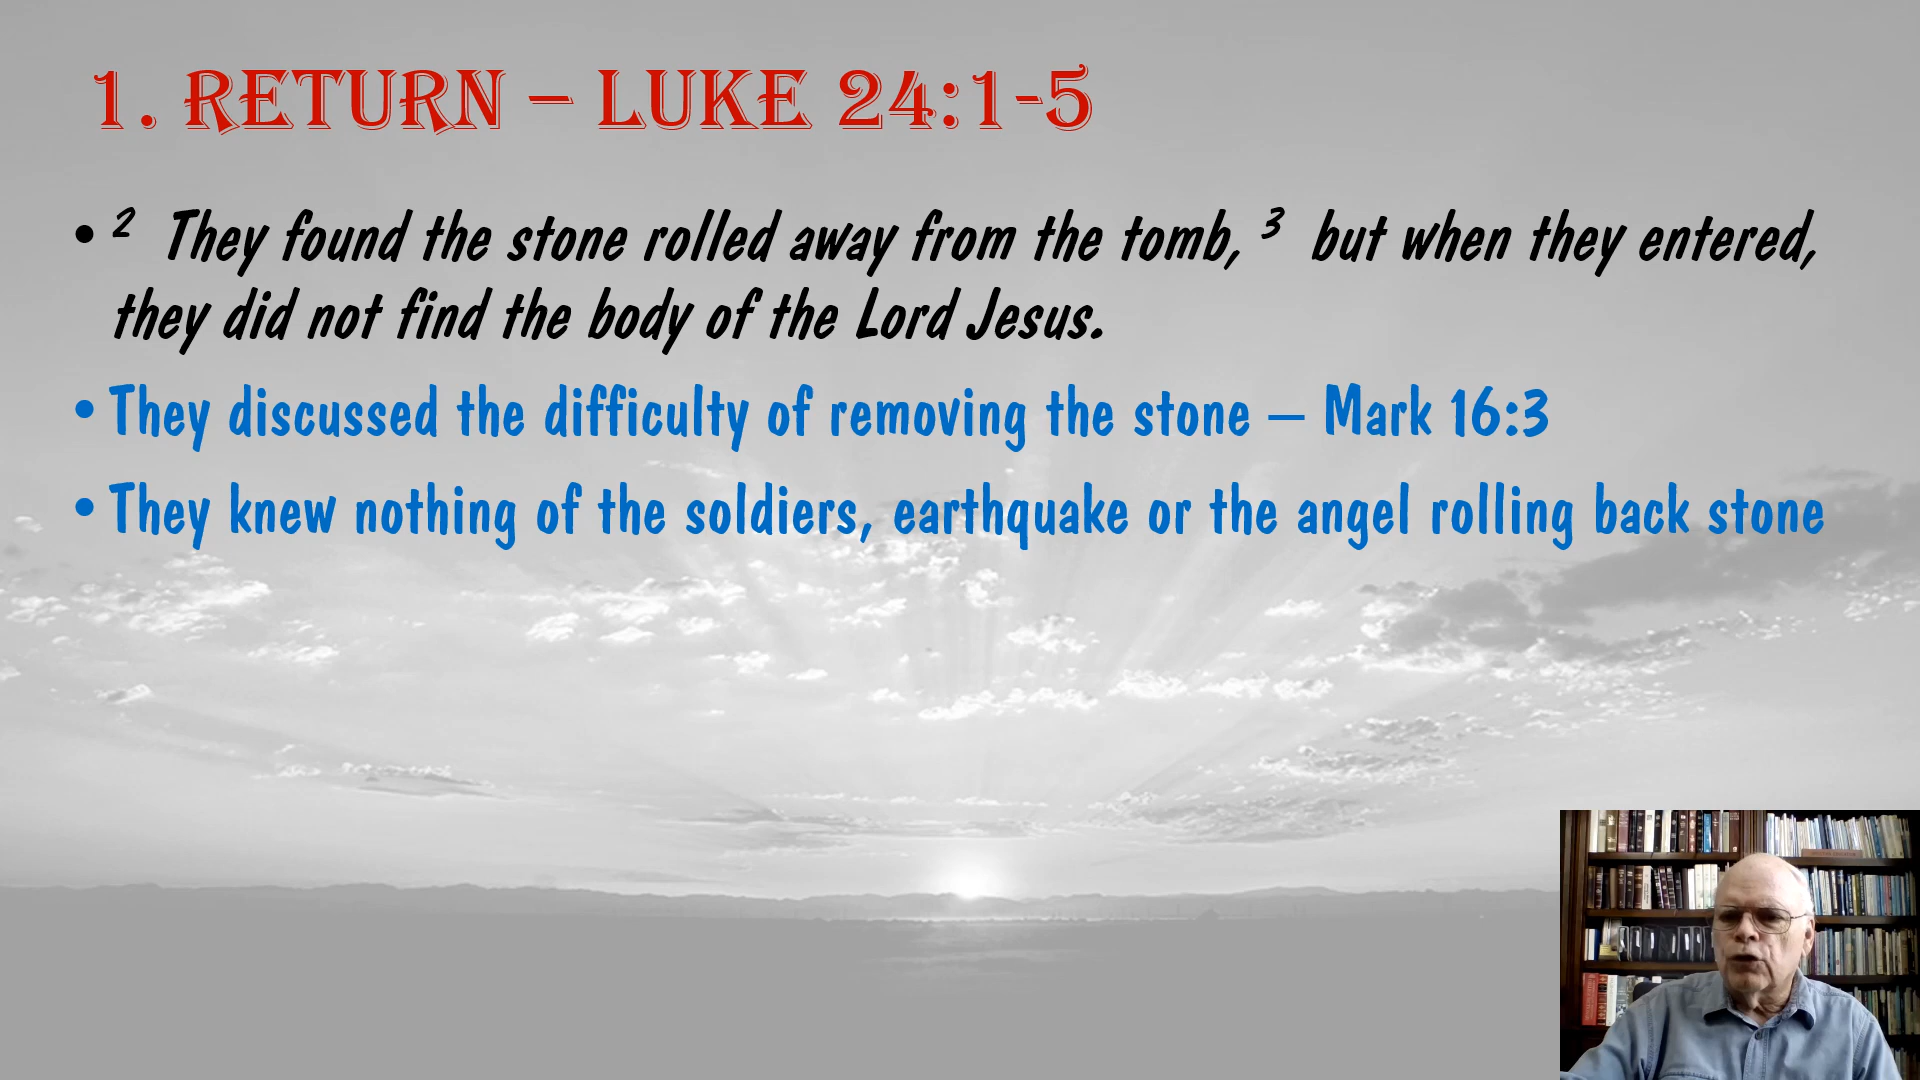 1. RETURN – LUKE 24:1-5
• ² They found the stone rolled away from the tomb, ³ but when they entered,
they did not find the body of the Lord Jesus.
• They discussed the difficulty of removing the stone – Mark 16:3
• They knew nothing of the soldiers, earthquake or the angel rolling back stone